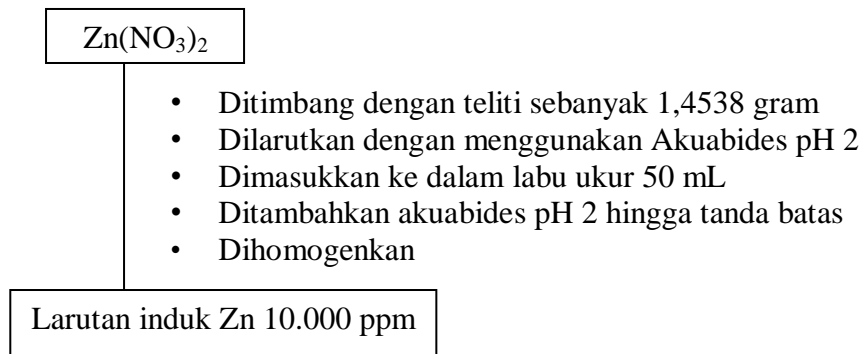 Zn(NO₃)₂
• Ditimbang dengan teliti sebanyak 1,4538 gram
• Dilarutkan dengan menggunakan Akuabides pH 2
• Dimasukkan ke dalam labu ukur 50 mL
• Ditambahkan akuabides pH 2 hingga tanda batas
• Dihomogenkan
Larutan induk Zn 10.000 ppm